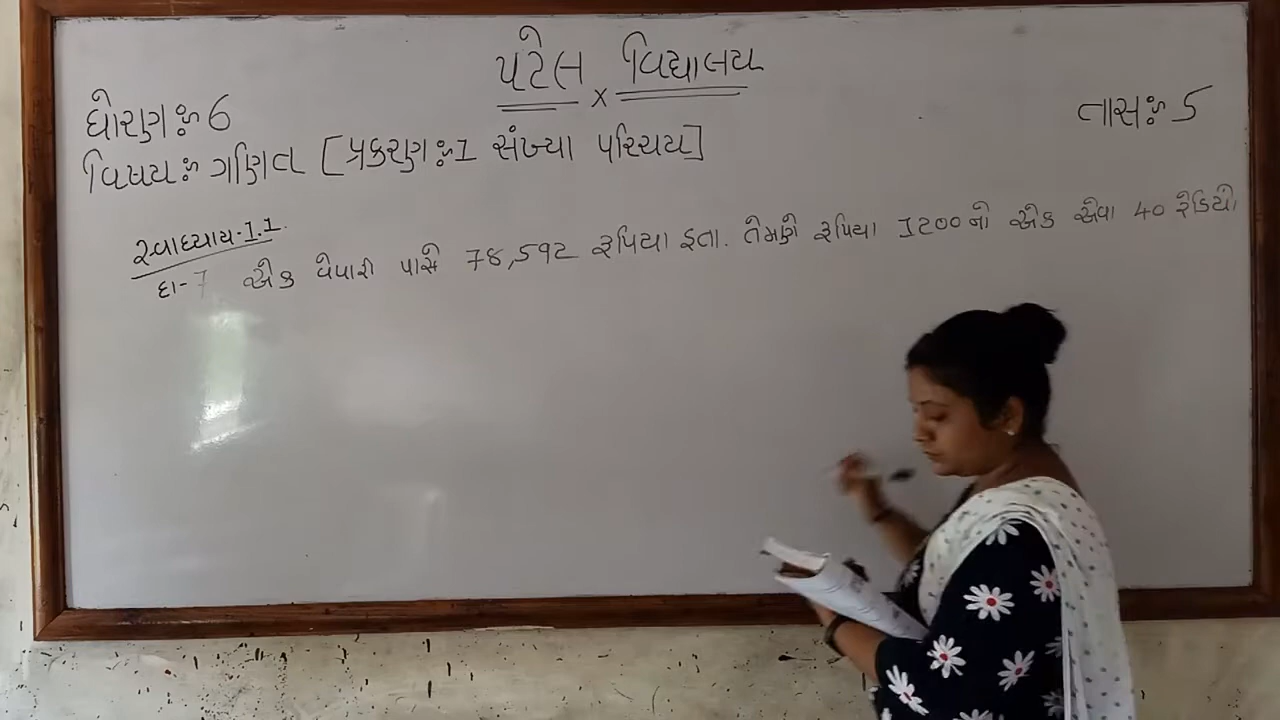 પટેલ x વિદ્યાલય
ધોરણઃ 6
તાસઃ 5
વિષયઃ ગણિત [પ્રકરણઃ 1 સંખ્યા પરિચય]
સ્વાધ્યાય-1.1
દા-7 એક વેપારી પાસે 78,592 રૂપિયા હતા. તેમણે રૂપિયા 1200નો એક એવા 40 રેડિયો